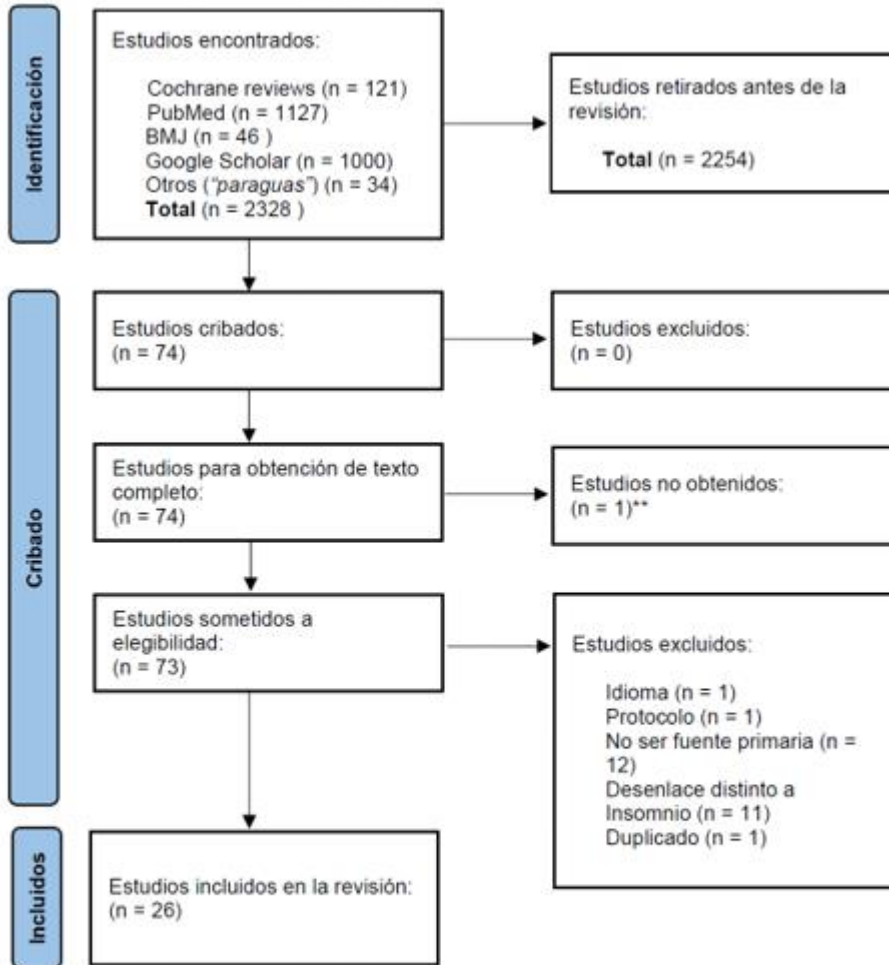 Identificación
Estudios encontrados:
Cochrane reviews (n = 121)
PubMed (n = 1127)
BMJ (n = 46 )
Google Scholar (n = 1000)
Otros ("paraguas") (n = 34)
Total (n = 2328 )
Estudios retirados antes de la
revisión:
Total (n = 2254)
Cribado
Estudios cribados:
(n = 74)
Estudios excluidos:
(n = 0)
Estudios para obtención de texto
completo:
(n = 74)
Estudios no obtenidos:
(n = 1)**
Estudios sometidos a
elegibilidad:
(n = 73)
Estudios excluidos:
Idioma (n = 1)
Protocolo (n = 1)
No ser fuente primaria (n =
12)
Desenlace distinto a
Insomnio (n = 11)
Duplicado (n = 1)
Incluidos
Estudios incluidos en la revisión:
(n = 26)